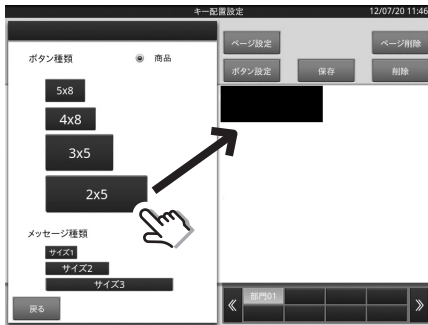 キー配置設定 12/07/20 11:46
ボタン種類 商品
5x8
4x8
3x5
2x5
メッセージ種類
サイズ1
サイズ2
サイズ3
戻る
ページ設定 ページ削除
ボタン設定 保存 削除
部門01